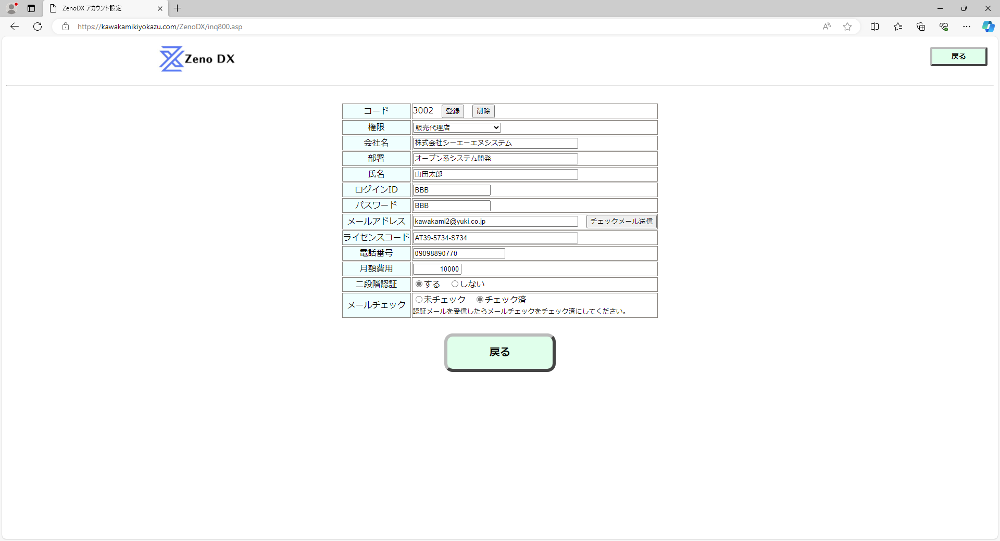 ZenoDX アカウント設定
https://kawakamikiyokazu.com/ZenoDX/inq800.asp
Zeno DX
戻る
コード 3002 登録 削除
権限 販売代理店
会社名 株式会社シーエーエヌシステム
部署 オープン系システム開発
氏名 山田太郎
ログインID BBB
パスワード BBB
メールアドレス kawakami2@yuki.co.jp チェックメール送信
ライセンスコード AT39-5734-S734
電話番号 09098890770
月額費用 10000
二段階認証 する しない
メールチェック 未チェック チェック済
認証メールを受信したらメールチェックをチェック済にしてください。
戻る